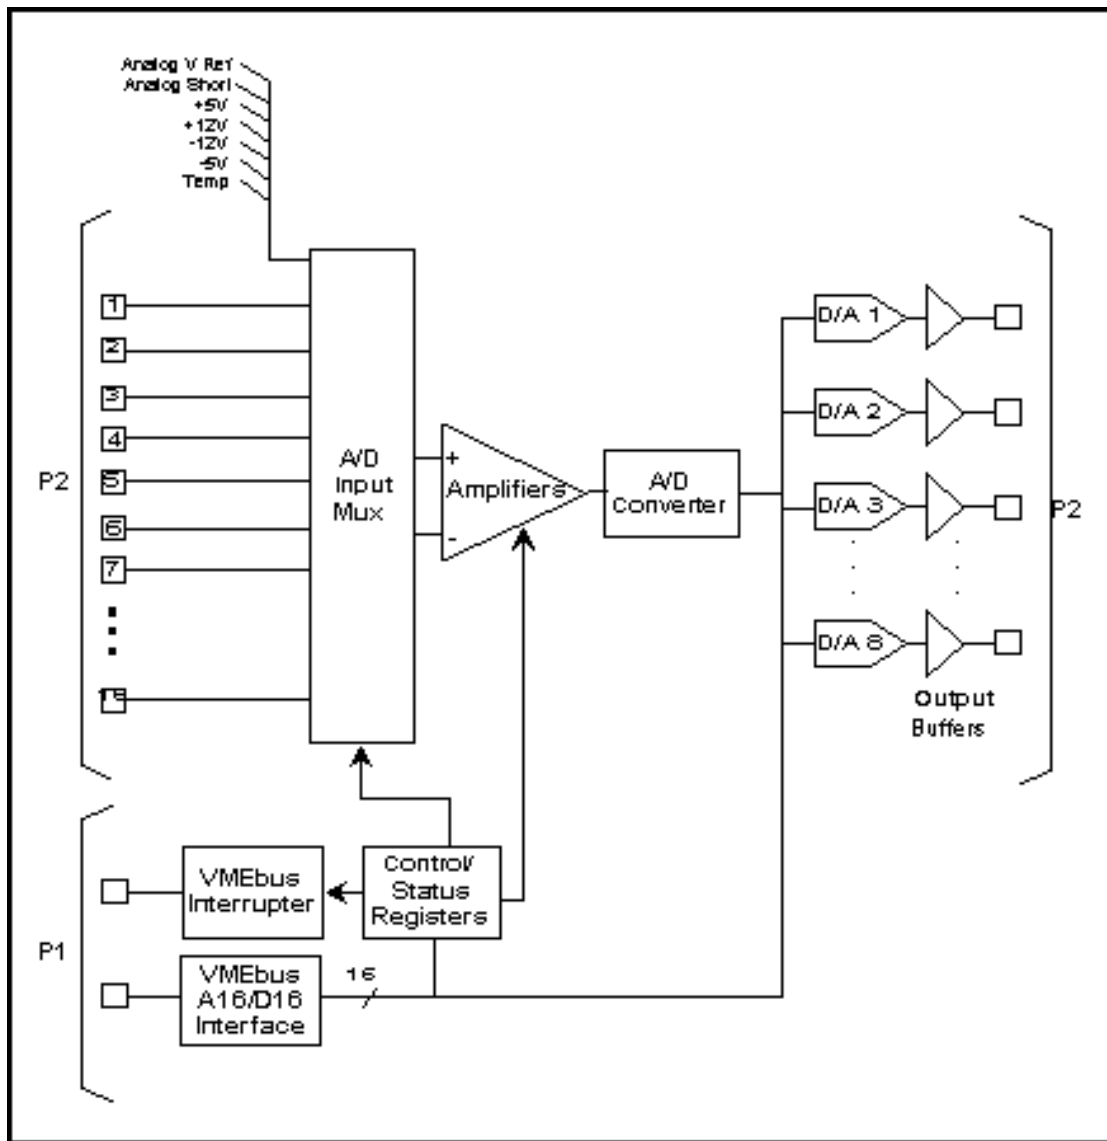 Analog V Ref
Analog Short
+5V
+12V
-12V
-5V
Temp
1
2
3
4
5
6
7
P2
A/D
Input
Mux
+
Amplifiers
-
A/D
Converter
D/A 1
D/A 2
D/A 3
D/A 8
Output
Buffers
P2
P1
VMEbus
Interrupter
Control/
Status
Registers
VMEbus
A16/D16
Interface
16